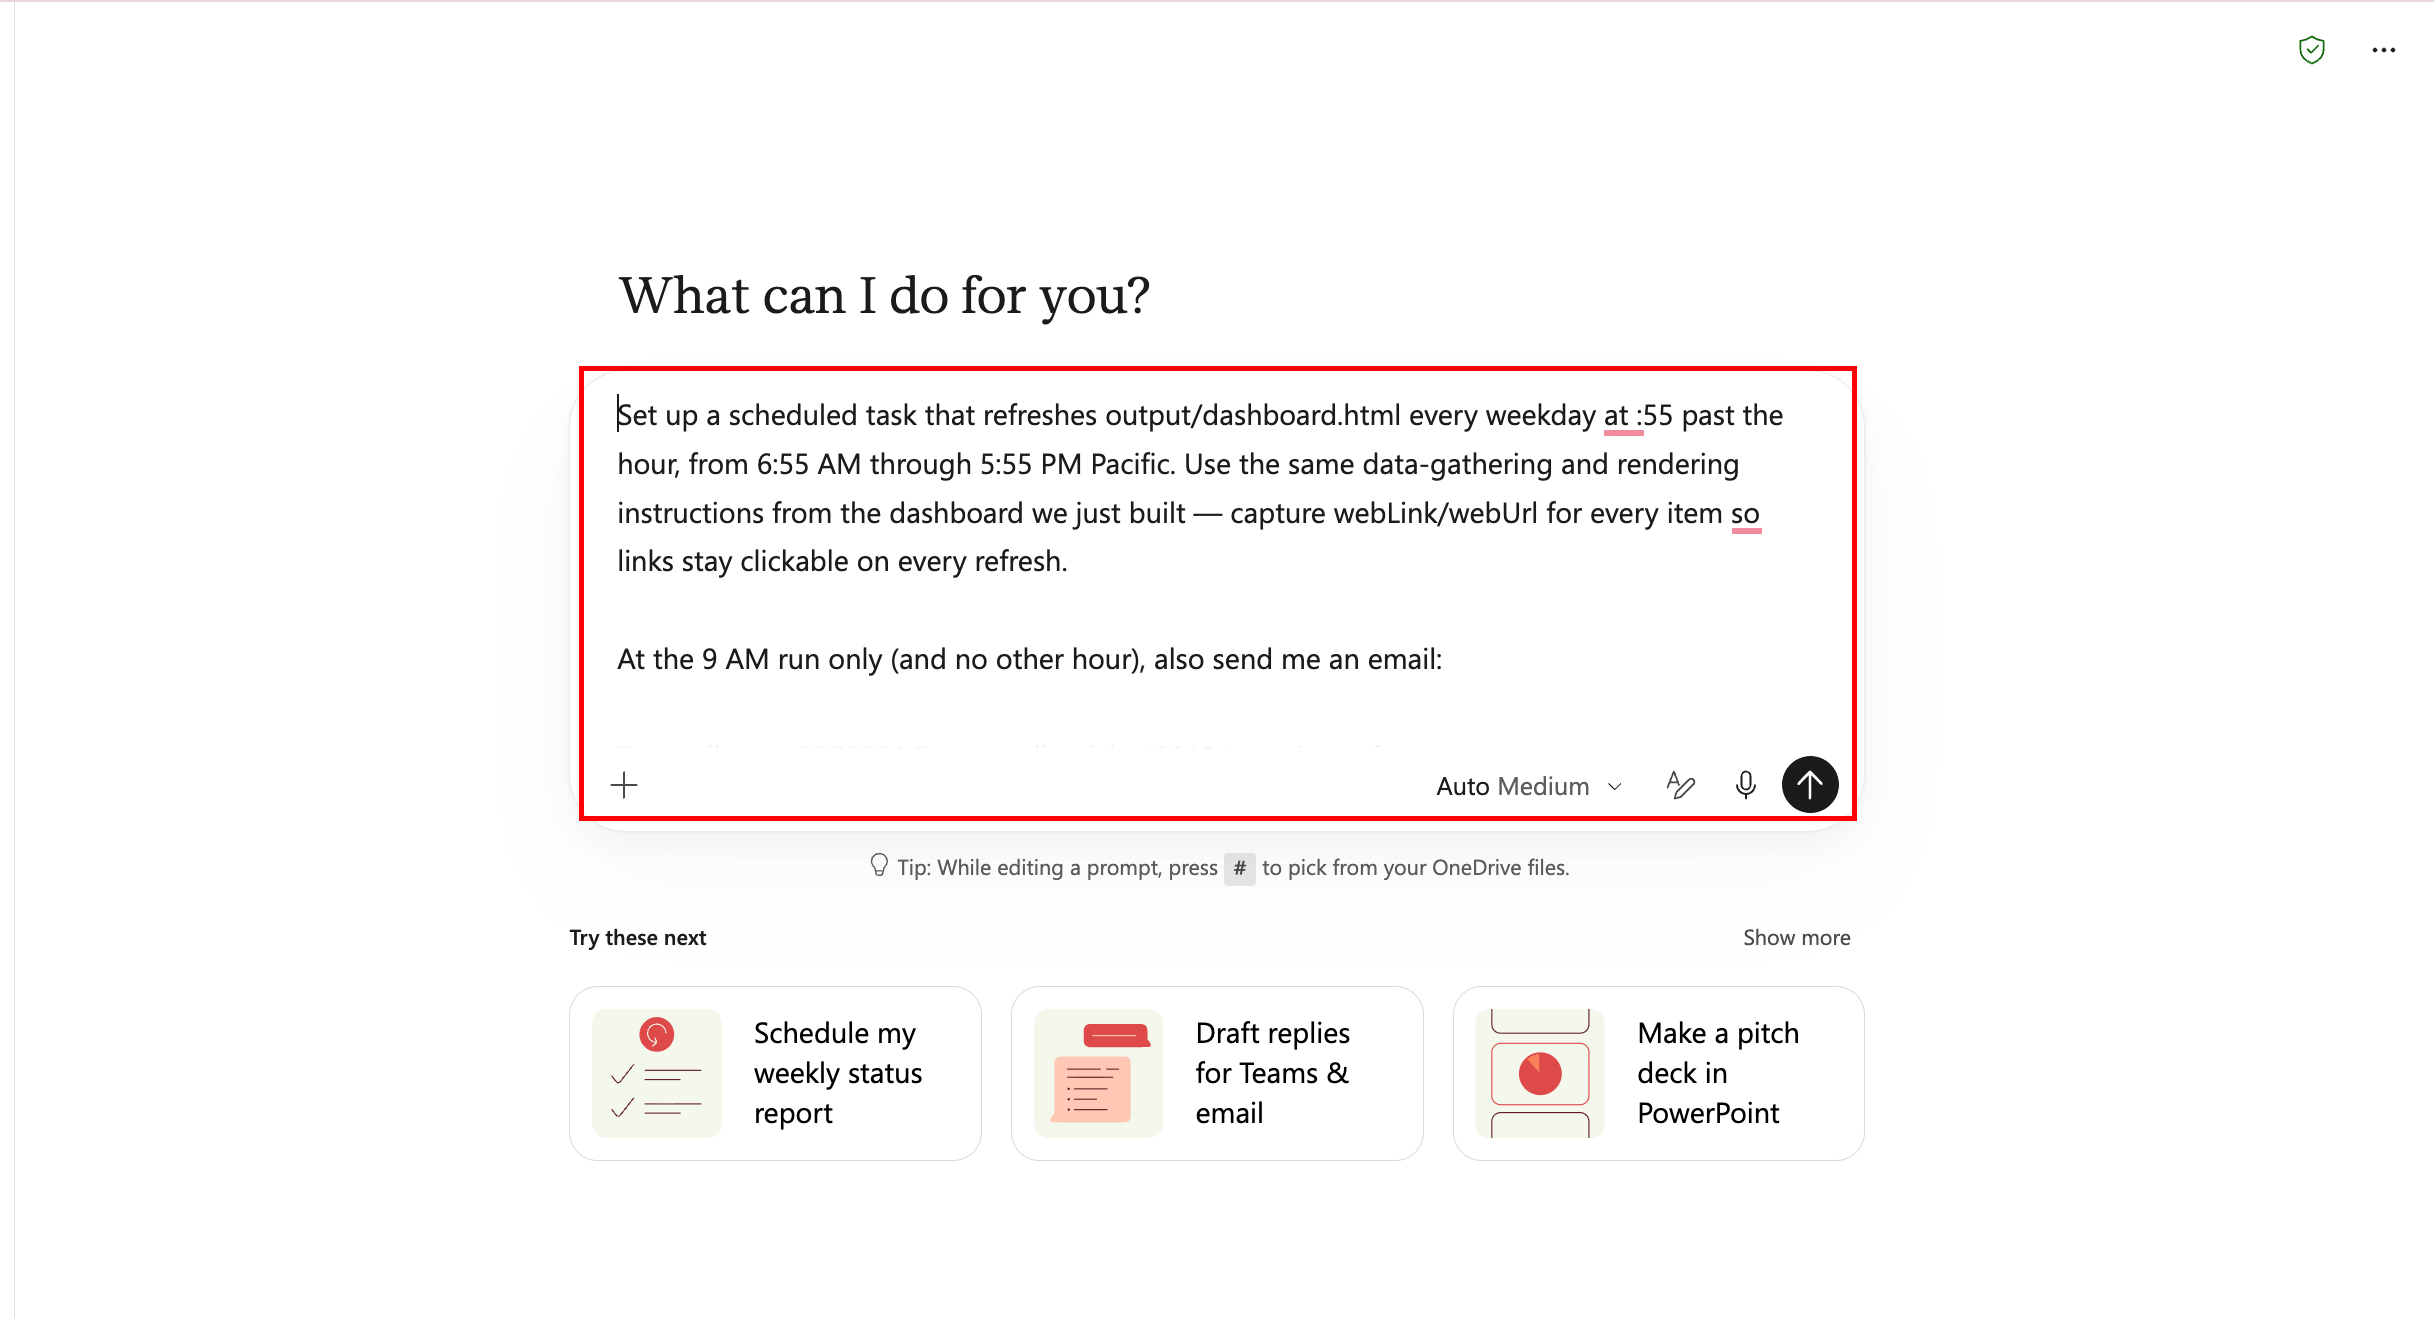 What can I do for you?
Set up a scheduled task that refreshes output/dashboard.html every weekday at :55 past the
hour, from 6:55 AM through 5:55 PM Pacific. Use the same data-gathering and rendering
instructions from the dashboard we just built — capture webLink/webUrl for every item so
links stay clickable on every refresh.
At the 9 AM run only (and no other hour), also send me an email:
Auto Medium
Tip: While editing a prompt, press # to pick from your OneDrive files.
Try these next
Show more
Schedule my
weekly status
report
Draft replies
for Teams &
email
Make a pitch
deck in
PowerPoint